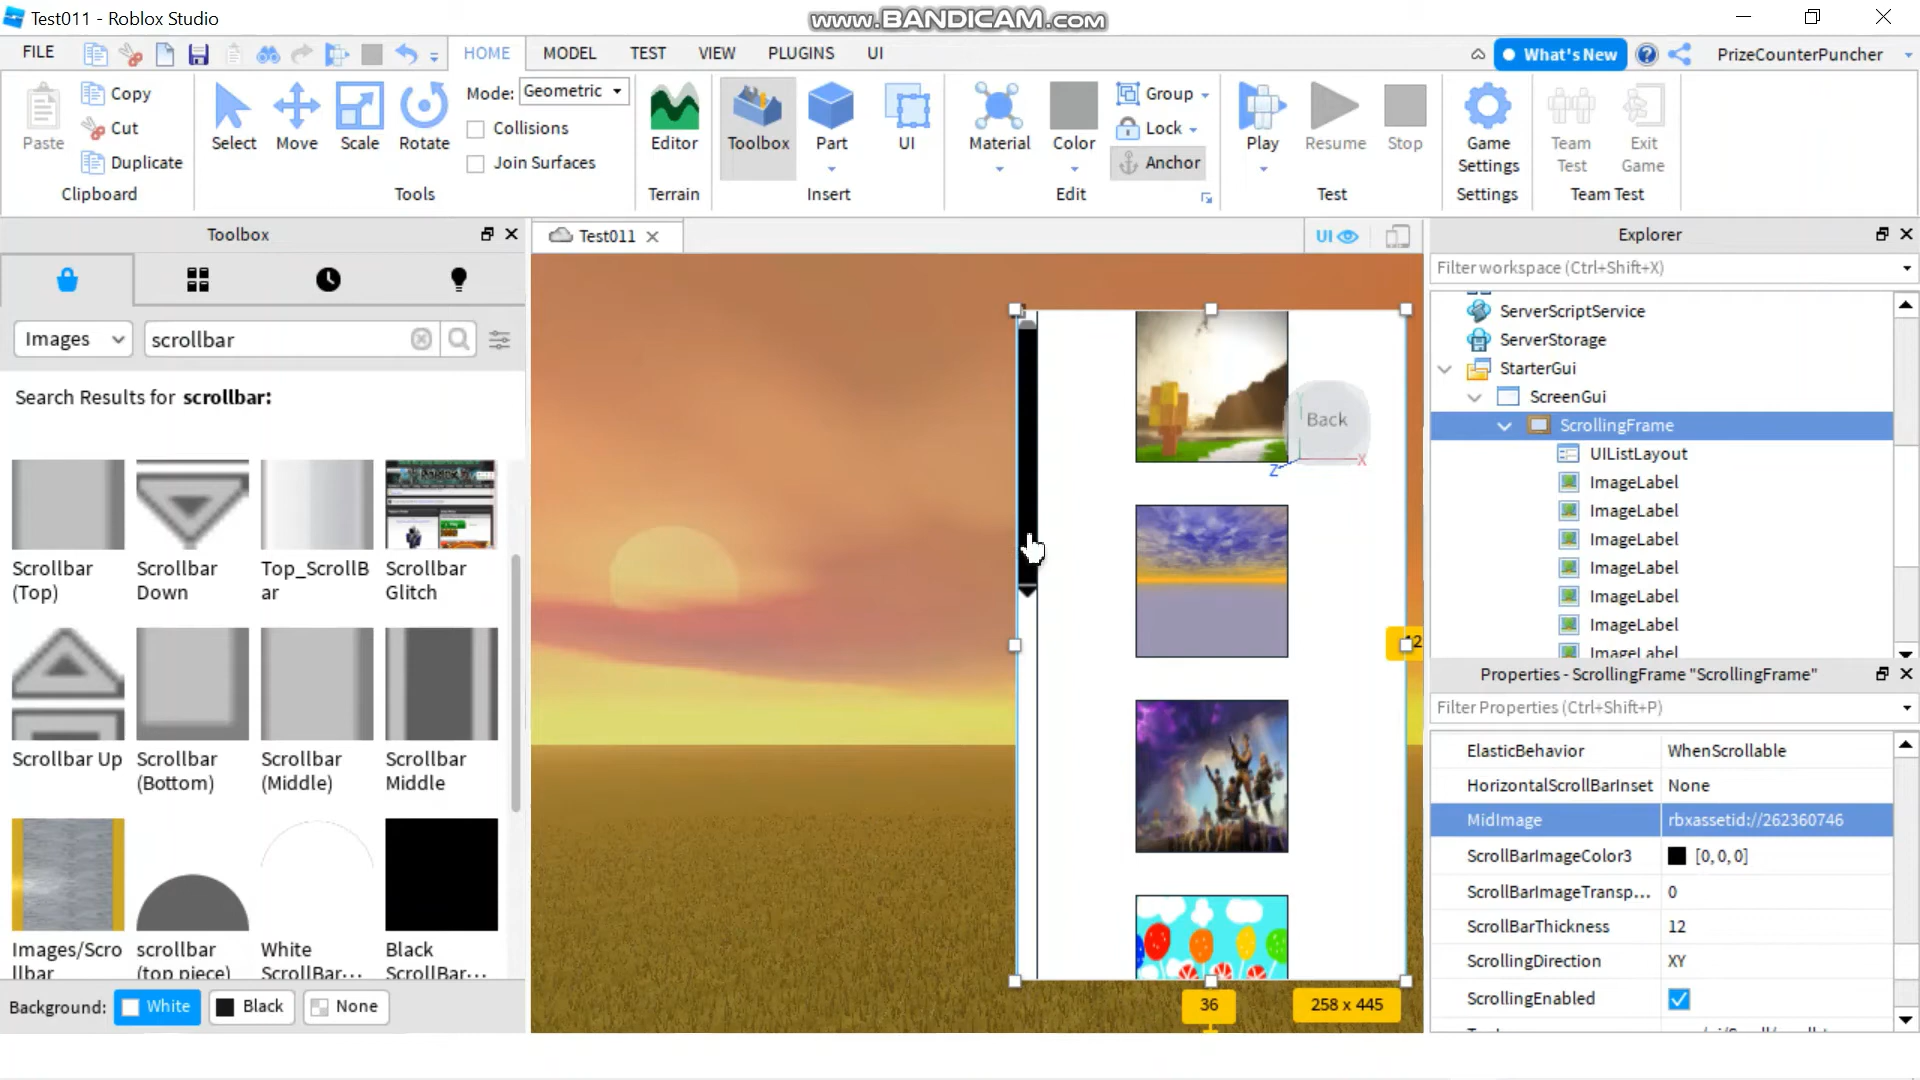 Test011 - Roblox Studio
www.BANDICAM.com
FILE
HOME
MODEL
TEST
VIEW
PLUGINS
UI
What's New
PrizeCounterPuncher
Paste
Copy
Cut
Duplicate
Clipboard
Select
Move
Scale
Rotate
Mode: Geometric
Collisions
Join Surfaces
Tools
Editor
Terrain
Toolbox
Part
UI
Insert
Material
Color
Group
Lock
Anchor
Edit
Play
Resume
Stop
Test
Game
Settings
Settings
Team
Test
Exit
Game
Team Test
Toolbox
Images
scrollbar
Search Results for scrollbar:
Scrollbar
(Top)
Scrollbar
Down
Top_ScrollB
ar
Scrollbar
Glitch
Scrollbar Up
Scrollbar
(Bottom)
Scrollbar
(Middle)
Scrollbar
Middle
Images/Scro
llbar
scrollbar
(top piece)
White
ScrollBar...
Black
ScrollBar...
Background:
White
Black
None
Test011
UI
Back
Z
X
36
258 x 445
Explorer
Filter workspace (Ctrl+Shift+X)
ServerScriptService
ServerStorage
StarterGui
ScreenGui
ScrollingFrame
UIListLayout
ImageLabel
ImageLabel
ImageLabel
ImageLabel
ImageLabel
ImageLabel
ImageLabel
Properties - ScrollingFrame "ScrollingFrame"
Filter Properties (Ctrl+Shift+P)
ElasticBehavior WhenScrollable
HorizontalScrollBarInset None
MidImage rbxassetid://262360746
ScrollBarImageColor3 [0, 0, 0]
ScrollBarImageTransp... 0
ScrollBarThickness 12
ScrollingDirection XY
ScrollingEnabled